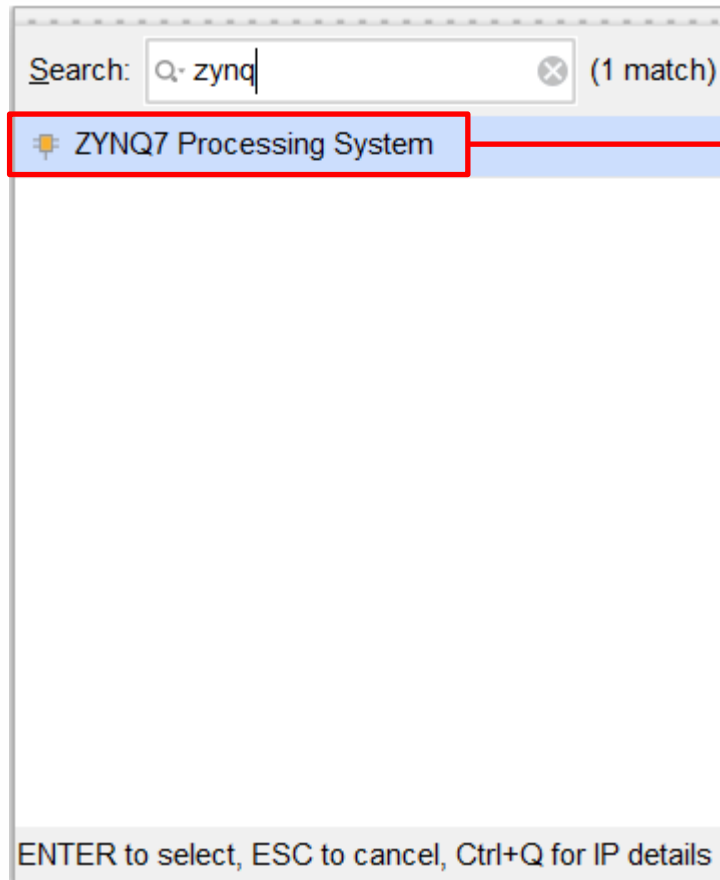 Search: zynq (1 match)
ZYNQ7 Processing System
ENTER to select, ESC to cancel, Ctrl+Q for IP details